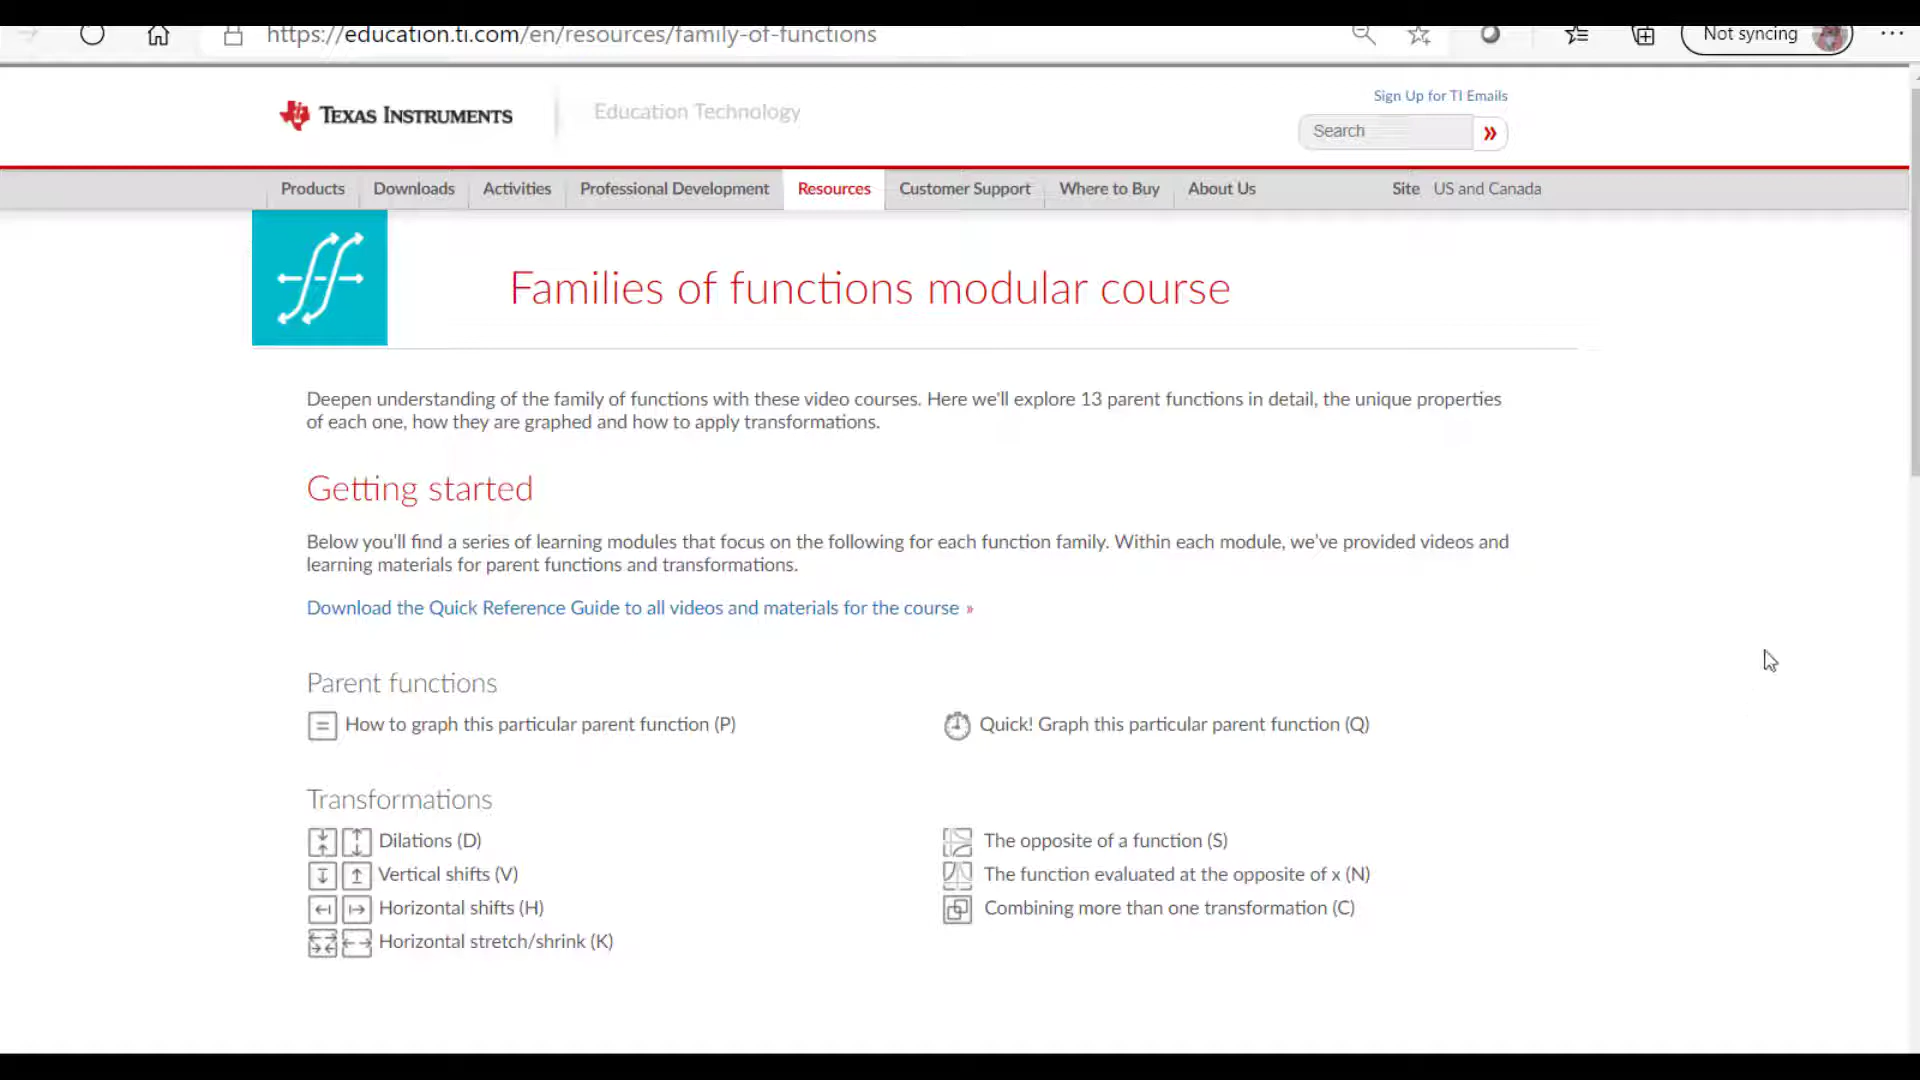 https://education.ti.com/en/resources/family-of-functions
Not syncing
TEXAS INSTRUMENTS
Education Technology
Sign Up for TI Emails
Search
Products Downloads Activities Professional Development Resources Customer Support Where to Buy About Us Site US and Canada
Families of functions modular course
Deepen understanding of the family of functions with these video courses. Here we'll explore 13 parent functions in detail, the unique properties
of each one, how they are graphed and how to apply transformations.
Getting started
Below you'll find a series of learning modules that focus on the following for each function family. Within each module, we've provided videos and
learning materials for parent functions and transformations.
Download the Quick Reference Guide to all videos and materials for the course »
Parent functions
How to graph this particular parent function (P)
Quick! Graph this particular parent function (Q)
Transformations
Dilations (D)
The opposite of a function (S)
Vertical shifts (V)
The function evaluated at the opposite of x (N)
Horizontal shifts (H)
Combining more than one transformation (C)
Horizontal stretch/shrink (K)